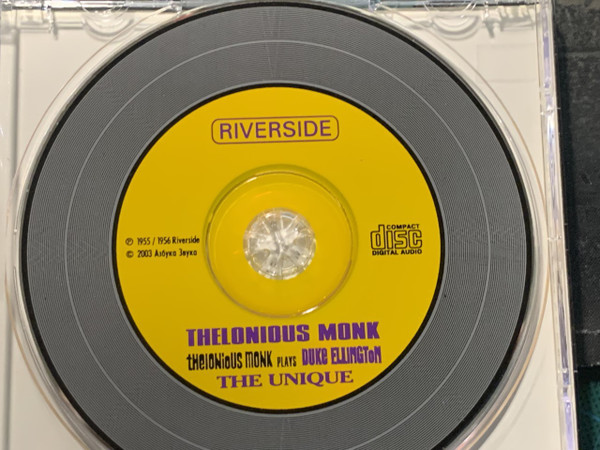 RIVERSIDE
℗ 1955 / 1956 Riverside
© 2003 Азбука Звука
COMPACT
disc
DIGITAL AUDIO
THELONIOUS MONK
THELONIOUS MONK PLAYS DUKE ELLINGTON
THE UNIQUE